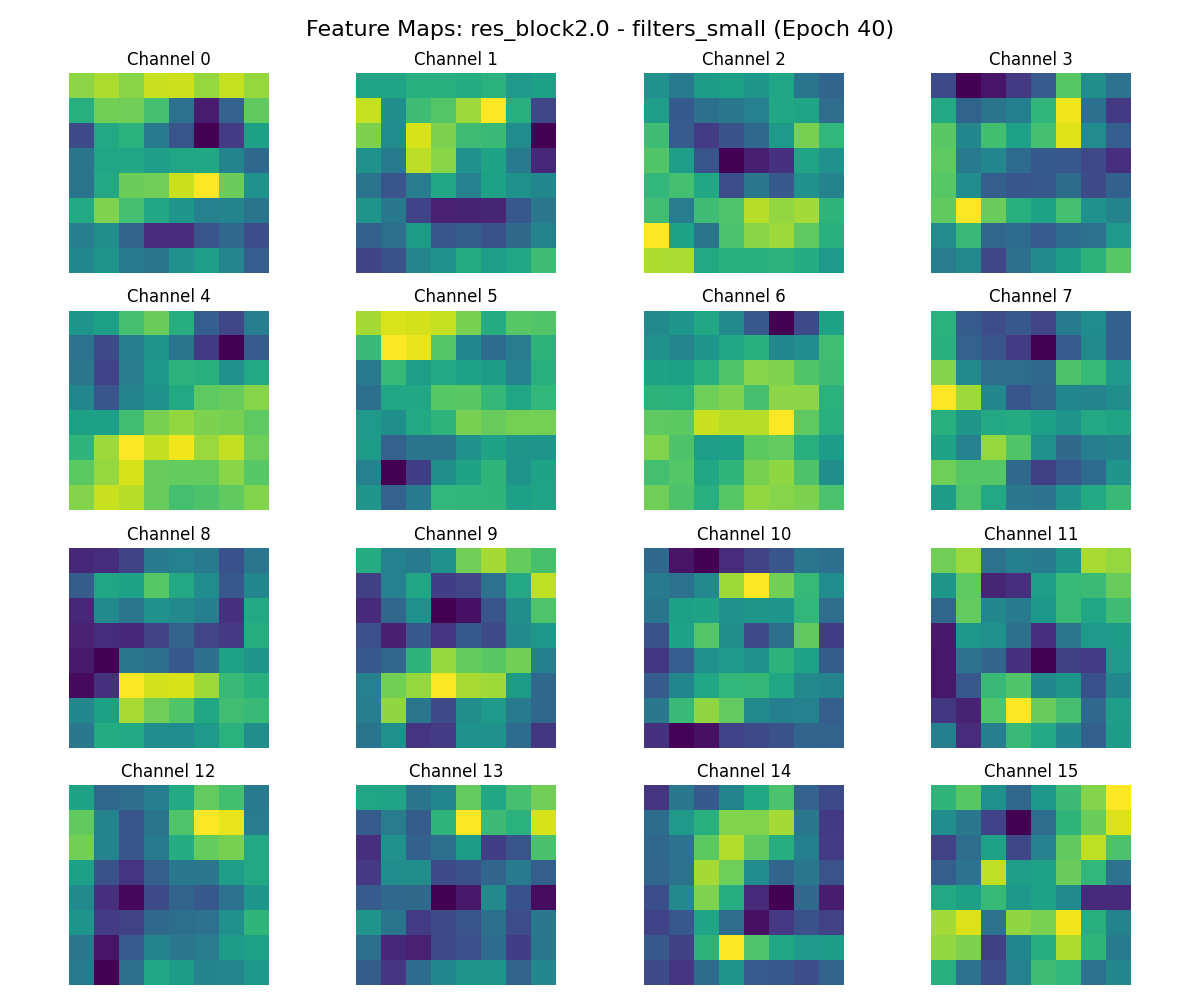 Feature Maps: res_block2.0 - filters_small (Epoch 40)
Channel 0
Channel 1
Channel 2
Channel 3
Channel 4
Channel 5
Channel 6
Channel 7
Channel 8
Channel 9
Channel 10
Channel 11
Channel 12
Channel 13
Channel 14
Channel 15